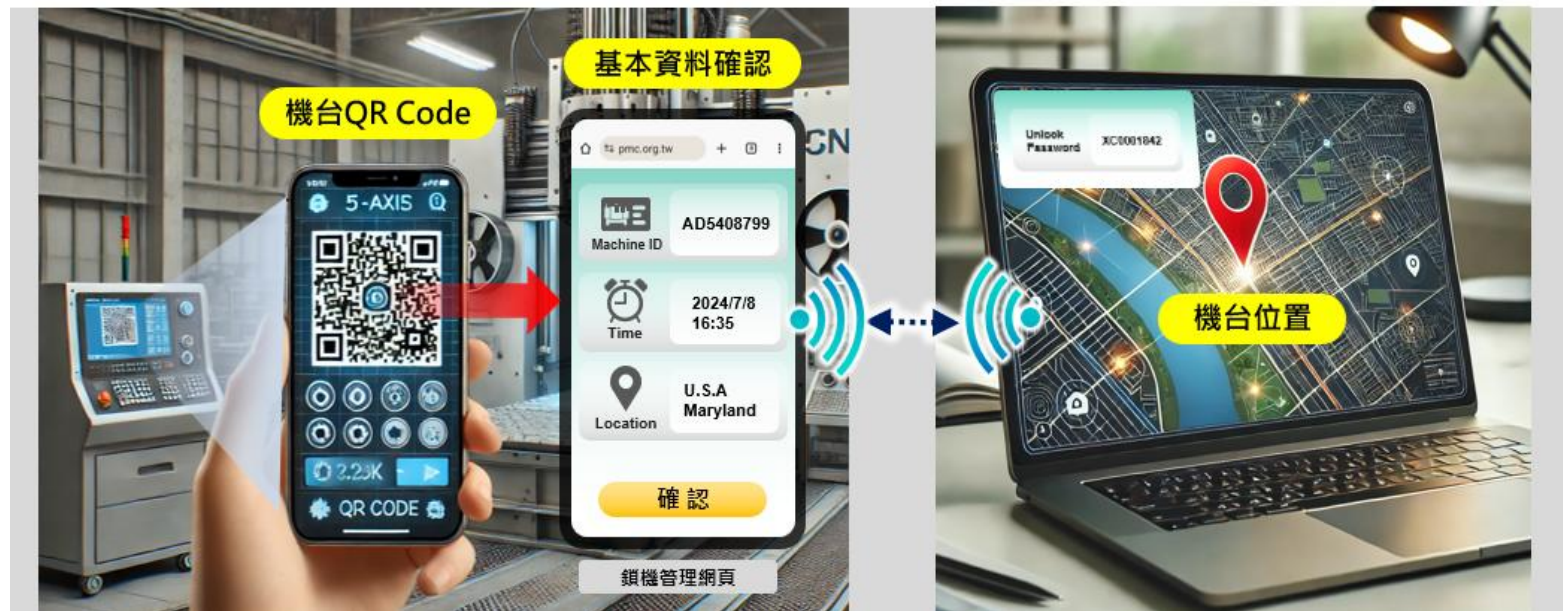 機台QR Code
5-AXIS
QR CODE
基本資料確認
pmc.org.tw
CN
Machine ID
AD5408799
Time
2024/7/8
16:35
Location
U.S.A
Maryland
確認
鎖機管理網頁
Unlook
Password
XC0001842
機台位置